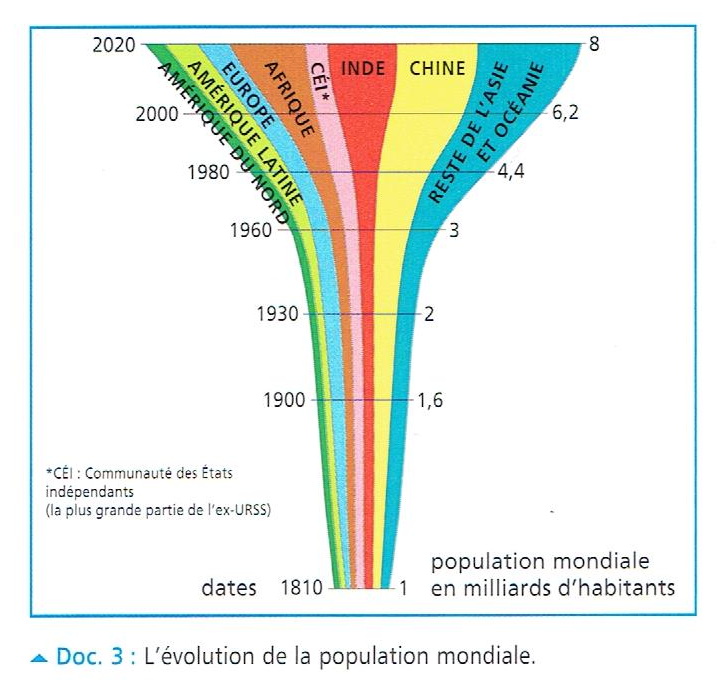 2020
8
AMÉRIQUE DU NORD
AMÉRIQUE LATINE
EUROPE
AFRIQUE
CÉI*
INDE
CHINE
RESTE DE L'ASIE
ET OCÉANIE
2000
6,2
1980
4,4
1960
3
1930
2
1900
1,6
*CÉI : Communauté des États
indépendants
(la plus grande partie de l'ex-URSS)
dates
1810
1
population mondiale
en milliards d'habitants
Doc. 3 : L'évolution de la population mondiale.